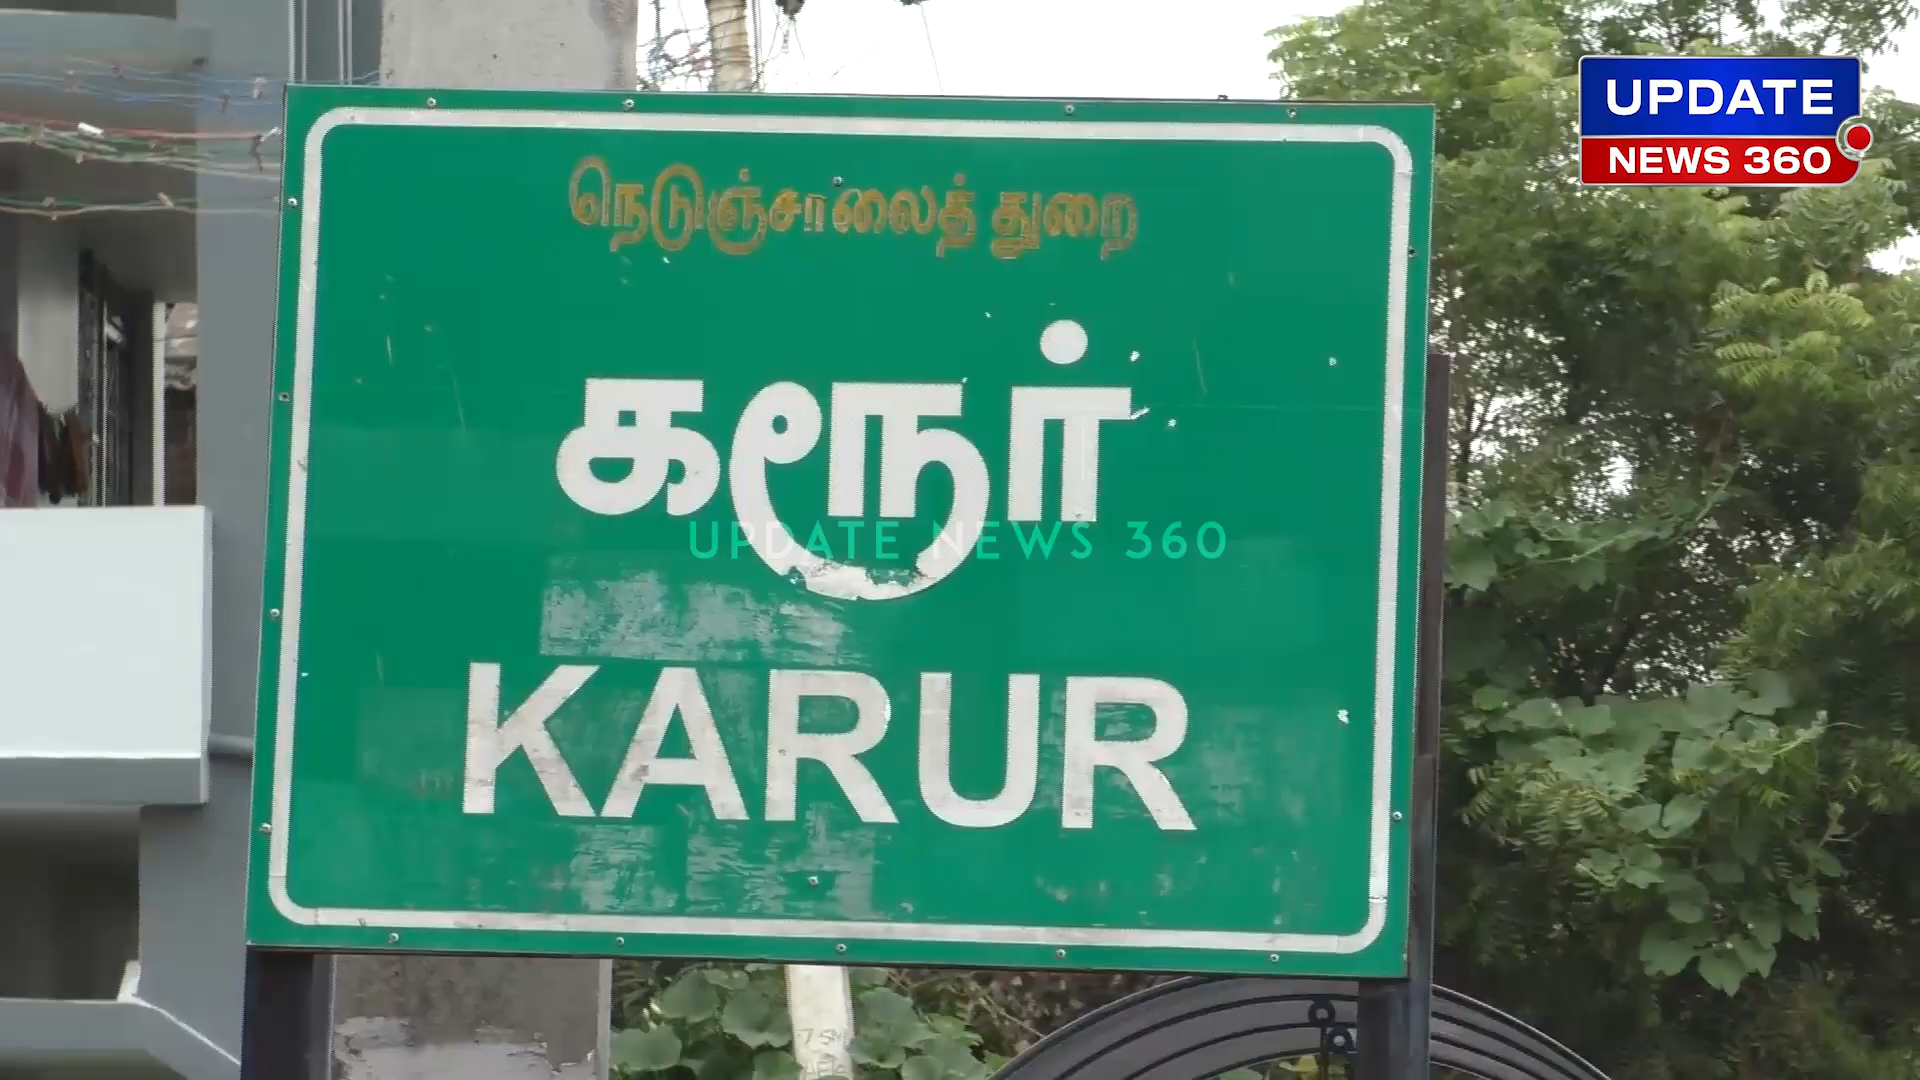 UPDATE
NEWS 360
நெடுஞ்சாலைத் துறை
கரூர்
UPDATE NEWS 360
KARUR